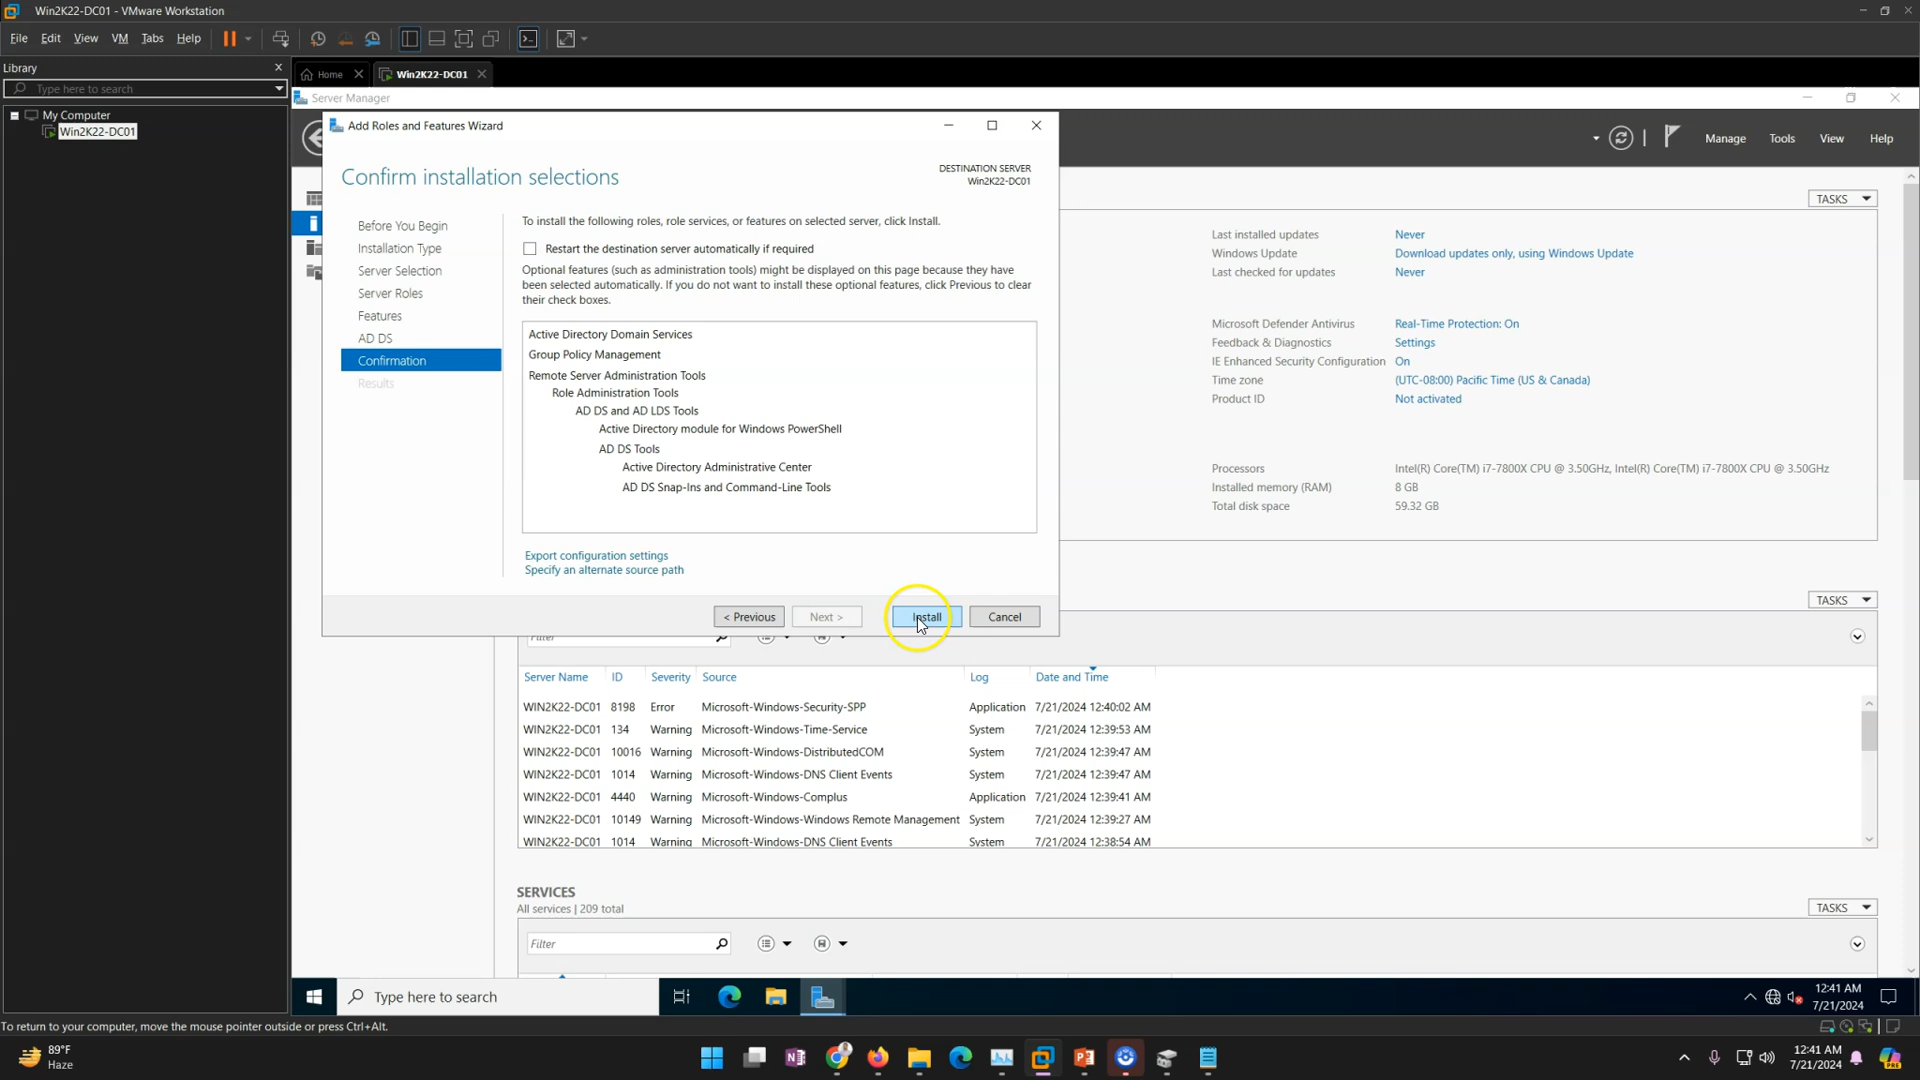 Win2K22-DC01 - VMware Workstation
File Edit View VM Tabs Help
Library
Type here to search
My Computer
Win2K22-DC01
Home
Win2K22-DC01
Server Manager
Manage Tools View Help
Add Roles and Features Wizard
Confirm installation selections
DESTINATION SERVER
Win2K22-DC01
Before You Begin
Installation Type
Server Selection
Server Roles
Features
AD DS
Confirmation
Results
To install the following roles, role services, or features on selected server, click Install.
Restart the destination server automatically if required
Optional features (such as administration tools) might be displayed on this page because they have
been selected automatically. If you do not want to install these optional features, click Previous to clear
their check boxes.
Active Directory Domain Services
Group Policy Management
Remote Server Administration Tools
Role Administration Tools
AD DS and AD LDS Tools
Active Directory module for Windows PowerShell
AD DS Tools
Active Directory Administrative Center
AD DS Snap-Ins and Command-Line Tools
Export configuration settings
Specify an alternate source path
< Previous Next > Install Cancel
TASKS
Last installed updates Never
Windows Update Download updates only, using Windows Update
Last checked for updates Never
Microsoft Defender Antivirus Real-Time Protection: On
Feedback & Diagnostics Settings
IE Enhanced Security Configuration On
Time zone (UTC-08:00) Pacific Time (US & Canada)
Product ID Not activated
Processors Intel(R) Core(TM) i7-7800X CPU @ 3.50GHz, Intel(R) Core(TM) i7-7800X CPU @ 3.50GHz
Installed memory (RAM) 8 GB
Total disk space 59.32 GB
TASKS
Filter
Server Name ID Severity Source Log Date and Time
WIN2K22-DC01 8198 Error Microsoft-Windows-Security-SPP Application 7/21/2024 12:40:02 AM
WIN2K22-DC01 134 Warning Microsoft-Windows-Time-Service System 7/21/2024 12:39:53 AM
WIN2K22-DC01 10016 Warning Microsoft-Windows-DistributedCOM System 7/21/2024 12:39:47 AM
WIN2K22-DC01 1014 Warning Microsoft-Windows-DNS Client Events System 7/21/2024 12:39:47 AM
WIN2K22-DC01 4440 Warning Microsoft-Windows-Complus Application 7/21/2024 12:39:41 AM
WIN2K22-DC01 10149 Warning Microsoft-Windows-Windows Remote Management System 7/21/2024 12:39:27 AM
WIN2K22-DC01 1014 Warning Microsoft-Windows-DNS Client Events System 7/21/2024 12:38:54 AM
SERVICES
All services | 209 total
TASKS
Filter
Type here to search
12:41 AM
7/21/2024
To return to your computer, move the mouse pointer outside or press Ctrl+Alt.
89°F
Haze
12:41 AM
7/21/2024
PRE